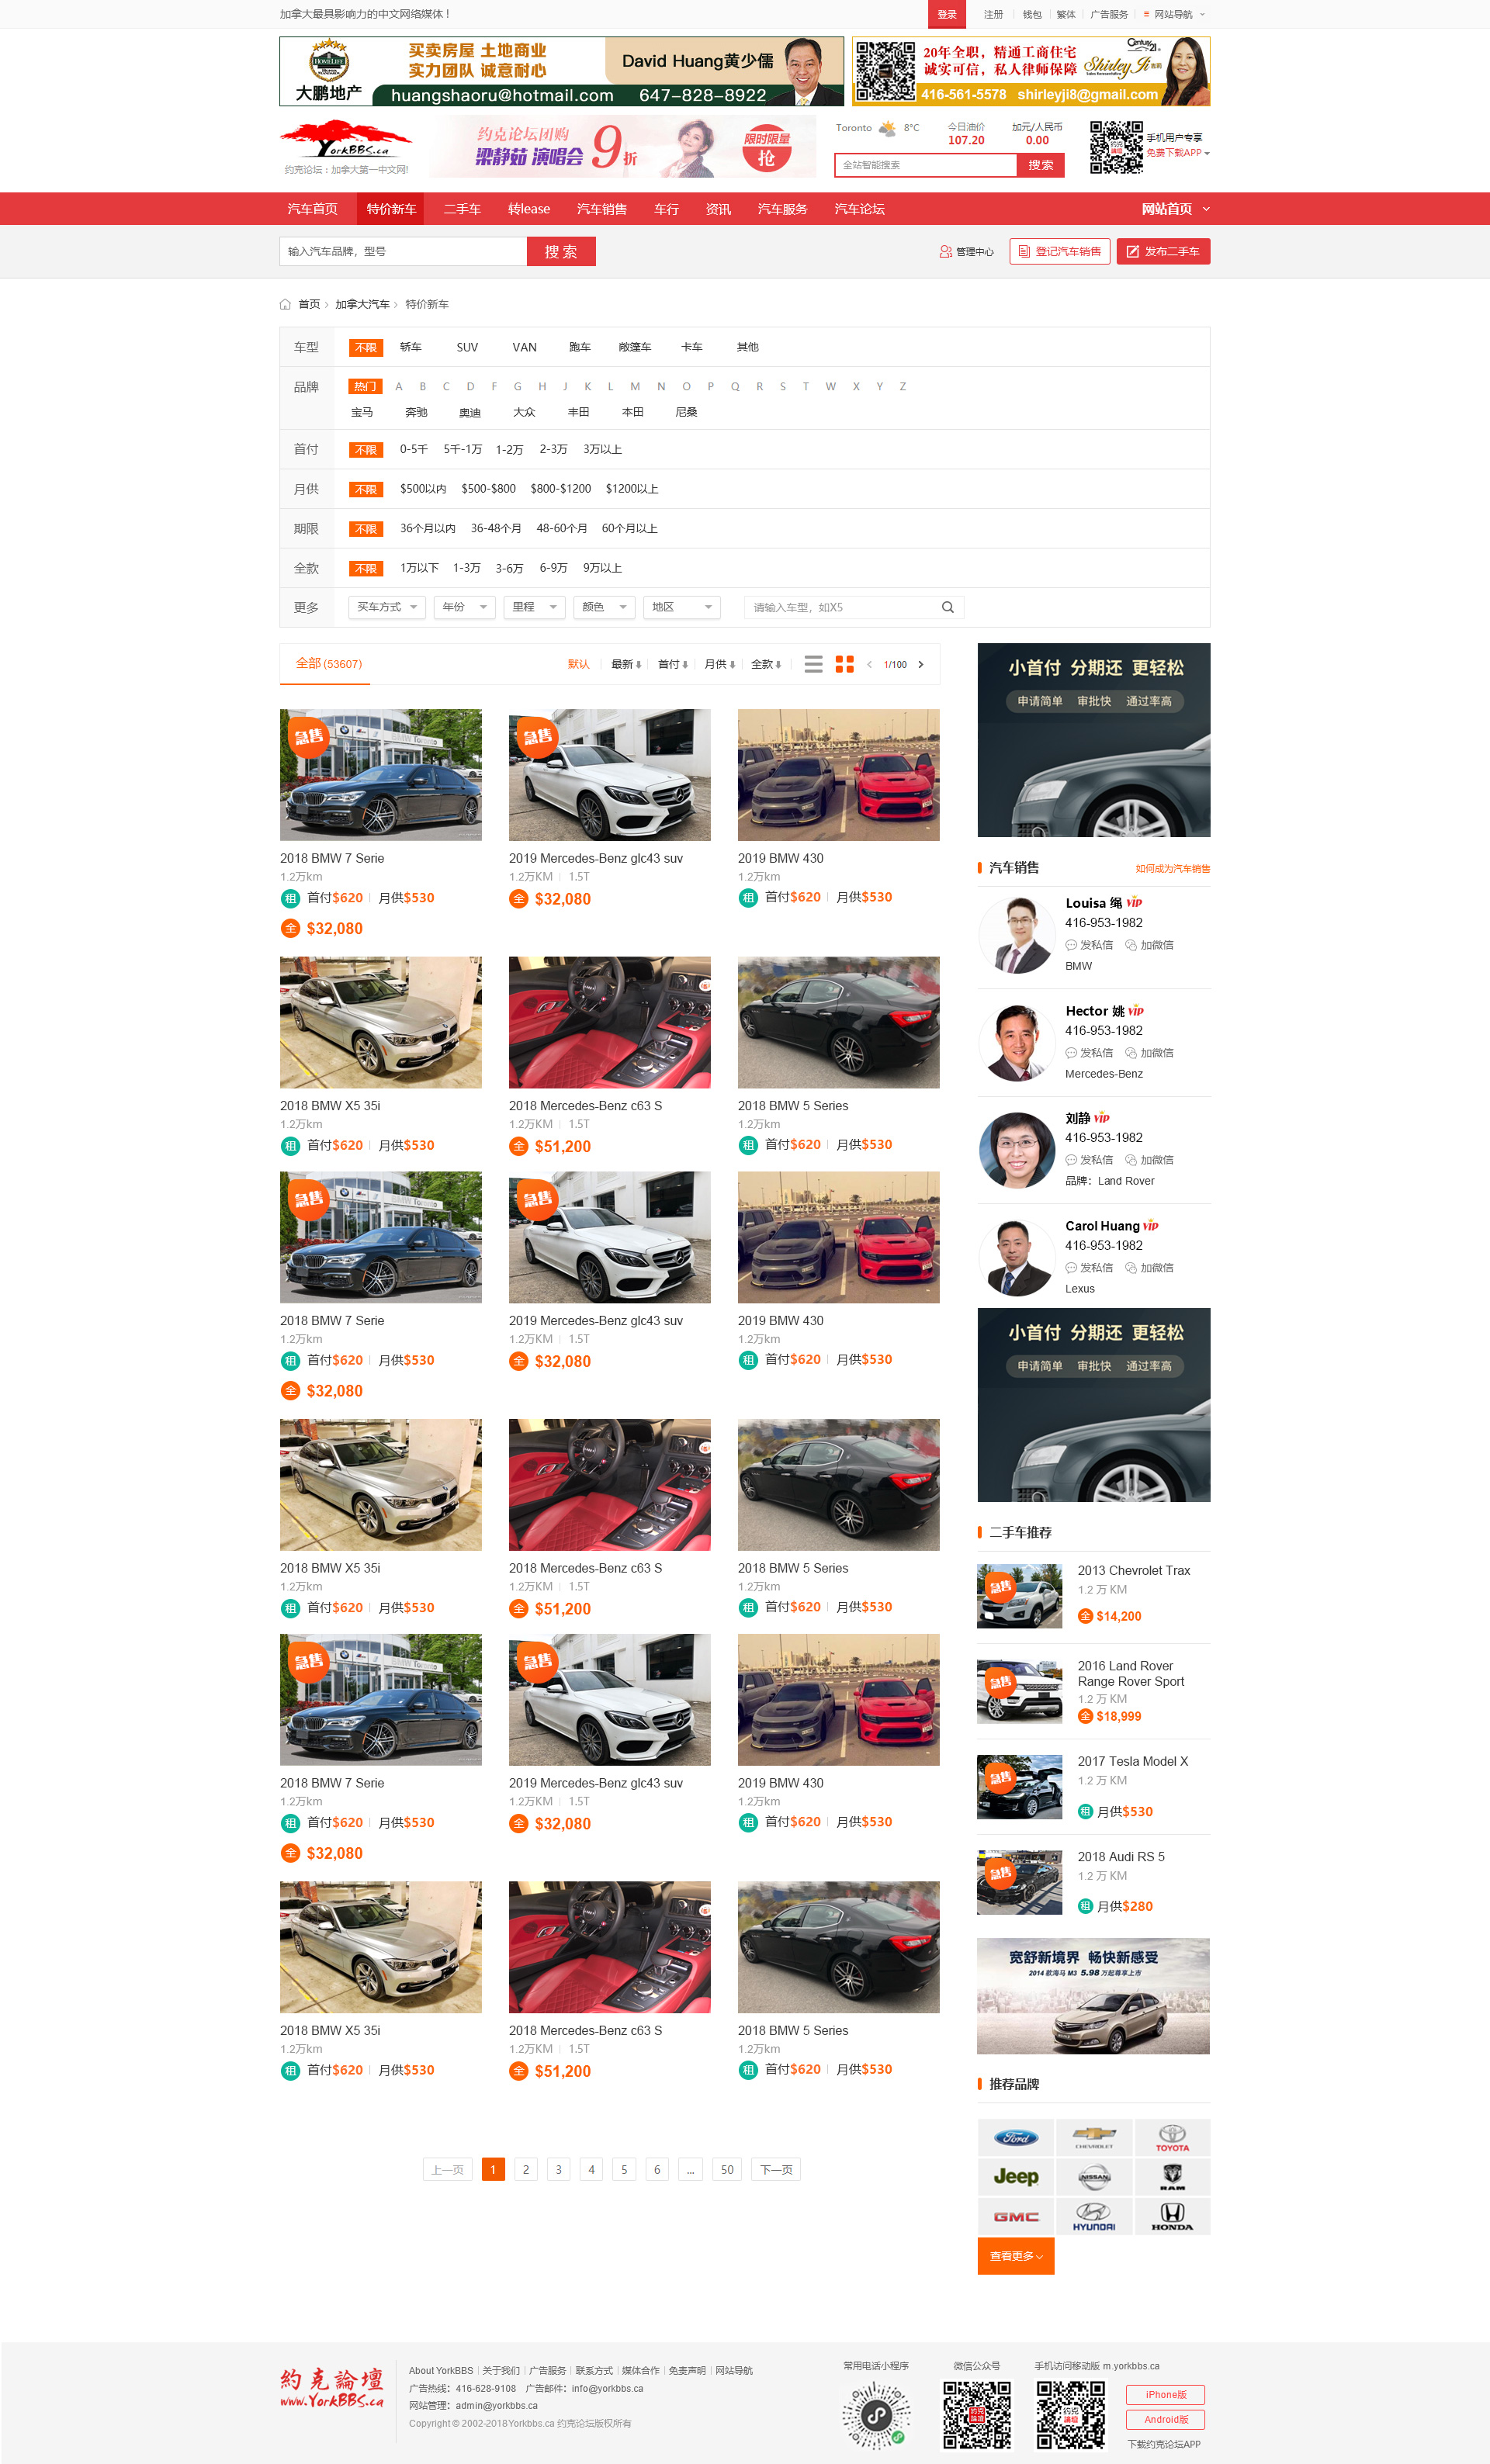 加拿大最具影响力的中文网络媒体！
登录 注册 钱包 繁体 广告服务 网站导航
HOMELIFE
大鹏地产
买卖房屋 土地商业
实力团队 诚意耐心
David Huang黄少儒
huangshaoru@hotmail.com 647-828-8922
20年全职，精通工商住宅
诚实可信，私人律师保障
Century 21
Shirley Ji
416-561-5578 shirleyji8@gmail.com
YorkBBS.ca
约克论坛：加拿大第一中文网!
约克论坛团购
梁静茹 演唱会 9折
限时限量
抢
Toronto 8°C 今日油价 107.20 加元/人民币 0.00
全站智能搜索 搜索
手机用户专享
免费下载APP
汽车首页 特价新车 二手车 转lease 汽车销售 车行 资讯 汽车服务 汽车论坛 网站首页
输入汽车品牌，型号 搜 索 管理中心 登记汽车销售 发布二手车
首页 > 加拿大汽车 > 特价新车
车型 不限 轿车 SUV VAN 跑车 敞篷车 卡车 其他
品牌 热门 A B C D F G H J K L M N O P Q R S T W X Y Z
宝马 奔驰 奥迪 大众 丰田 本田 尼桑
首付 不限 0-5千 5千-1万 1-2万 2-3万 3万以上
月供 不限 $500以内 $500-$800 $800-$1200 $1200以上
期限 不限 36个月以内 36-48个月 48-60个月 60个月以上
全款 不限 1万以下 1-3万 3-6万 6-9万 9万以上
更多 买车方式 年份 里程 颜色 地区 请输入车型，如X5
全部 (53607) 默认 最新 首付 月供 全款 1/100
急售 急售
2018 BMW 7 Serie 2019 Mercedes-Benz glc43 suv 2019 BMW 430
1.2万km 1.2万KM 1.5T 1.2万km
租 首付$620 月供$530 全 $32,080 租 首付$620 月供$530
全 $32,080
2018 BMW X5 35i 2018 Mercedes-Benz c63 S 2018 BMW 5 Series
1.2万km 1.2万KM 1.5T 1.2万km
租 首付$620 月供$530 全 $51,200 租 首付$620 月供$530
急售 急售
2018 BMW 7 Serie 2019 Mercedes-Benz glc43 suv 2019 BMW 430
1.2万km 1.2万KM 1.5T 1.2万km
租 首付$620 月供$530 全 $32,080 租 首付$620 月供$530
全 $32,080
2018 BMW X5 35i 2018 Mercedes-Benz c63 S 2018 BMW 5 Series
1.2万km 1.2万KM 1.5T 1.2万km
租 首付$620 月供$530 全 $51,200 租 首付$620 月供$530
急售 急售
2018 BMW 7 Serie 2019 Mercedes-Benz glc43 suv 2019 BMW 430
1.2万km 1.2万KM 1.5T 1.2万km
租 首付$620 月供$530 全 $32,080 租 首付$620 月供$530
全 $32,080
2018 BMW X5 35i 2018 Mercedes-Benz c63 S 2018 BMW 5 Series
1.2万km 1.2万KM 1.5T 1.2万km
租 首付$620 月供$530 全 $51,200 租 首付$620 月供$530
上一页 1 2 3 4 5 6 ... 50 下一页
小首付 分期还 更轻松
申请简单 审批快 通过率高
汽车销售 如何成为汽车销售
Louisa 绳 vip
416-953-1982
发私信 加微信
BMW
Hector 姚 vip
416-953-1982
发私信 加微信
Mercedes-Benz
刘静 vip
416-953-1982
发私信 加微信
品牌：Land Rover
Carol Huang vip
416-953-1982
发私信 加微信
Lexus
小首付 分期还 更轻松
申请简单 审批快 通过率高
二手车推荐
急售
2013 Chevrolet Trax
1.2 万 KM
全 $14,200
急售
2016 Land Rover
Range Rover Sport
1.2 万 KM
全 $18,999
急售
2017 Tesla Model X
1.2 万 KM
租 月供$530
急售
2018 Audi RS 5
1.2 万 KM
租 月供$280
宽舒新境界 畅快新感受
2014 款海马 M3 5.98 万起尊享上市
推荐品牌
Ford CHEVROLET TOYOTA
Jeep NISSAN RAM
GMC HYUNDAI HONDA
查看更多
約克論壇
www.YorkBBS.ca
About YorkBBS 关于我们 广告服务 联系方式 媒体合作 免责声明 网站导航
广告热线：416-628-9108 广告邮件：info@yorkbbs.ca
网站管理：admin@yorkbbs.ca
Copyright © 2002-2018Yorkbbs.ca 约克论坛版权所有
常用电话小程序 微信公众号 手机访问移动版 m.yorkbbs.ca
iPhone版
Android版
下载约克论坛APP